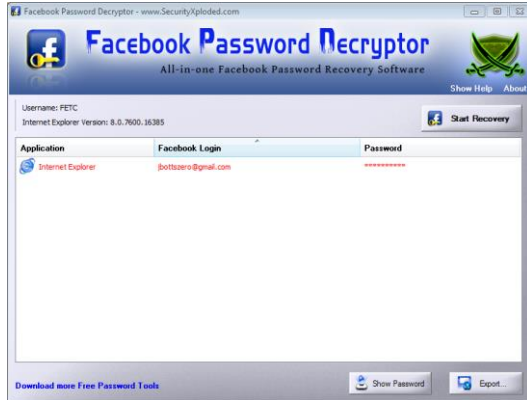 Facebook Password Decryptor - www.SecurityXploded.com
Facebook Password Decryptor
All-in-one Facebook Password Recovery Software
Show Help About
Username: FETC
Internet Explorer Version: 8.0.7600.16385
Start Recovery
Application Facebook Login Password
Internet Explorer jbottszero@gmail.com **********
Download more Free Password Tools
Show Password
Export...